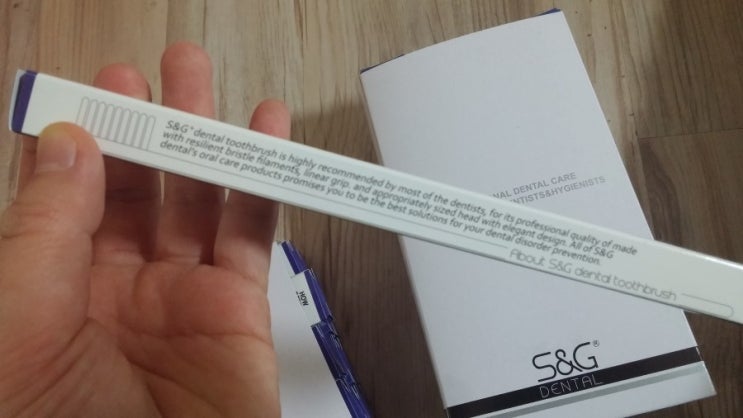 S&G® dental toothbrush is highly recommended by most of the dentists, for its professional quality of made
with resilient bristle filaments, linear grip, and appropriately sized head with elegant design. All of S&G
dental's oral care products promises you to be the best solutions for your dental disorder prevention.
About S&G dental toothbrush
NAL DENTAL CARE
ENTISTS&HYGIENISTS
HOW
S&G®
DENTAL